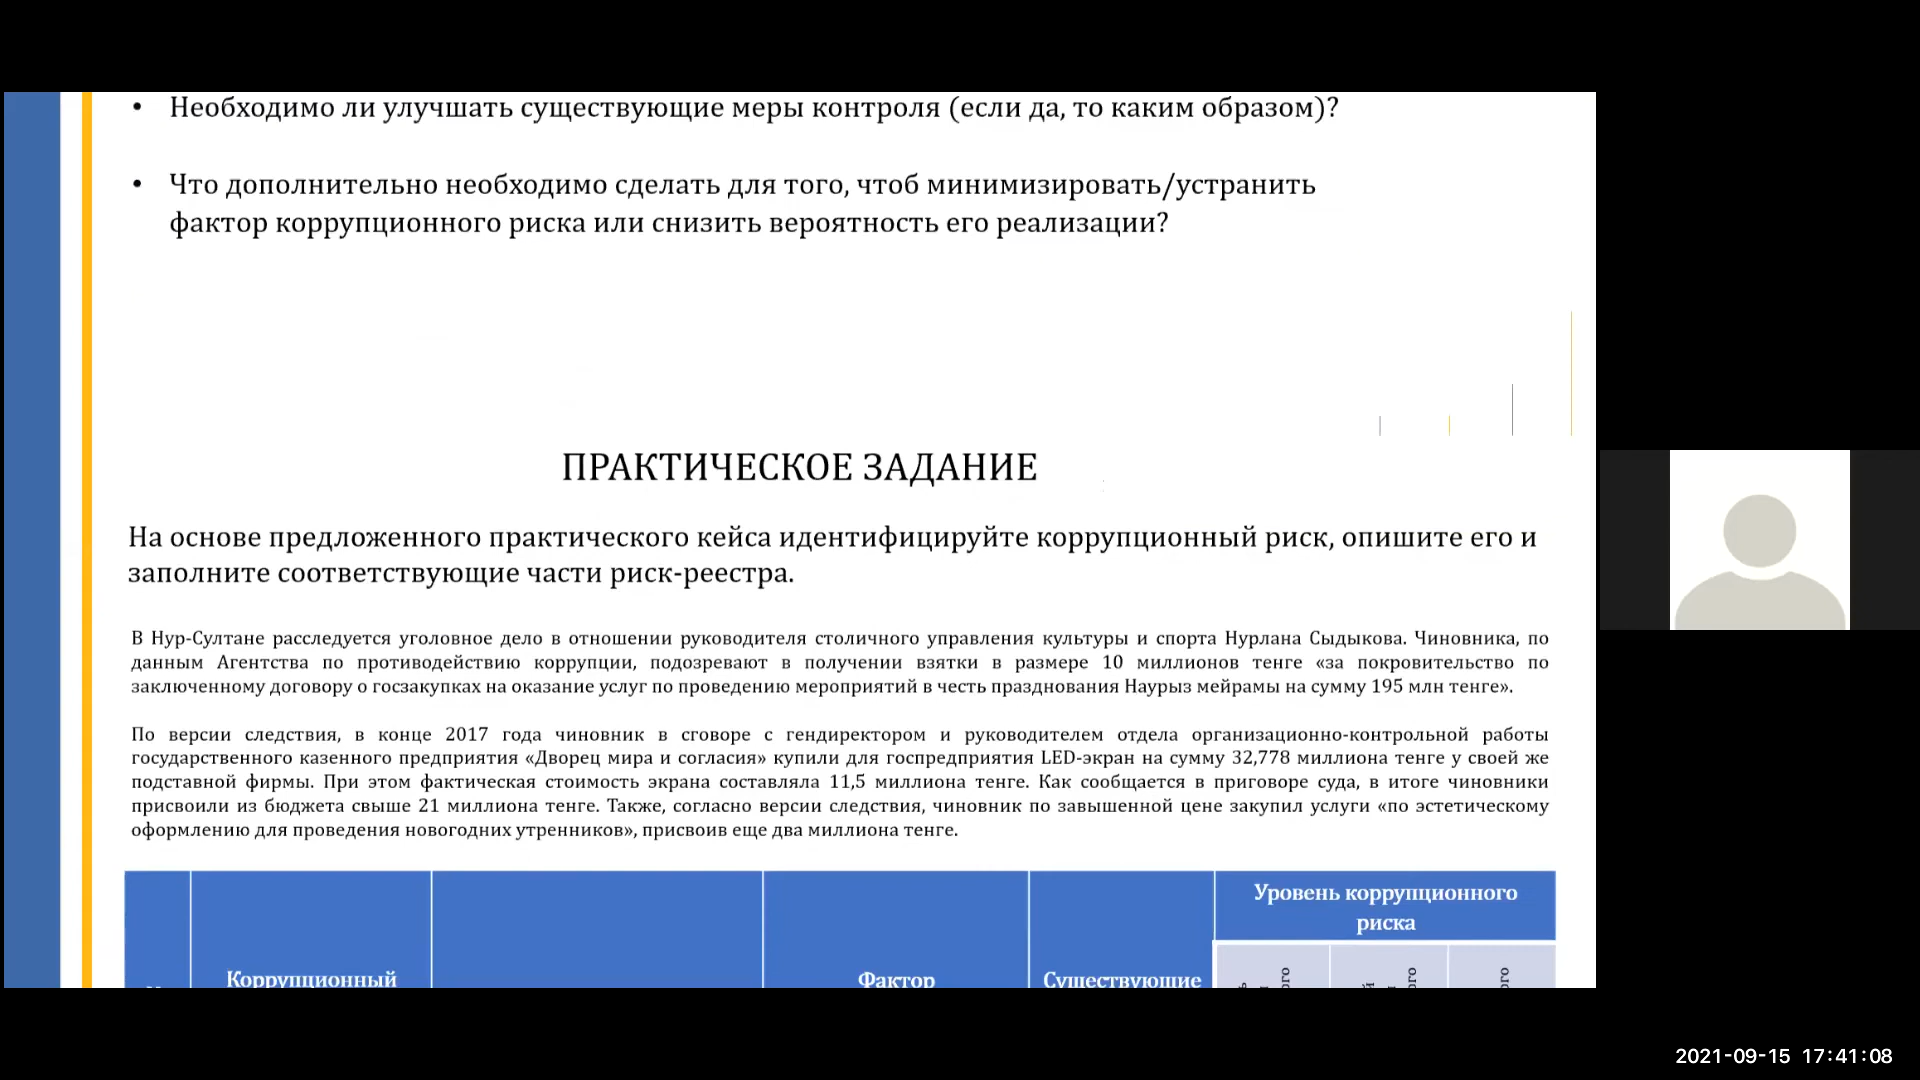 • Необходимо ли улучшать существующие меры контроля (если да, то каким образом)?
• Что дополнительно необходимо сделать для того, чтоб минимизировать/устранить
фактор коррупционного риска или снизить вероятность его реализации?
ПРАКТИЧЕСКОЕ ЗАДАНИЕ
На основе предложенного практического кейса идентифицируйте коррупционный риск, опишите его и
заполните соответствующие части риск-реестра.
В Нур-Султане расследуется уголовное дело в отношении руководителя столичного управления культуры и спорта Нурлана Сыдыкова. Чиновника, по
данным Агентства по противодействию коррупции, подозревают в получении взятки в размере 10 миллионов тенге «за покровительство по
заключенному договору о госзакупках на оказание услуг по проведению мероприятий в честь празднования Наурыз мейрамы на сумму 195 млн тенге».
По версии следствия, в конце 2017 года чиновник в сговоре с гендиректором и руководителем отдела организационно-контрольной работы
государственного казенного предприятия «Дворец мира и согласия» купили для госпредприятия LED-экран на сумму 32,778 миллиона тенге у своей же
подставной фирмы. При этом фактическая стоимость экрана составляла 11,5 миллиона тенге. Как сообщается в приговоре суда, в итоге чиновники
присвоили из бюджета свыше 21 миллиона тенге. Также, согласно версии следствия, чиновник по завышенной цене закупил услуги «по эстетическому
оформлению для проведения новогодних утренников», присвоив еще два миллиона тенге.
Уровень коррупционного
риска
Коррупционный
Фактор
Существующие
2021-09-15 17:41:08